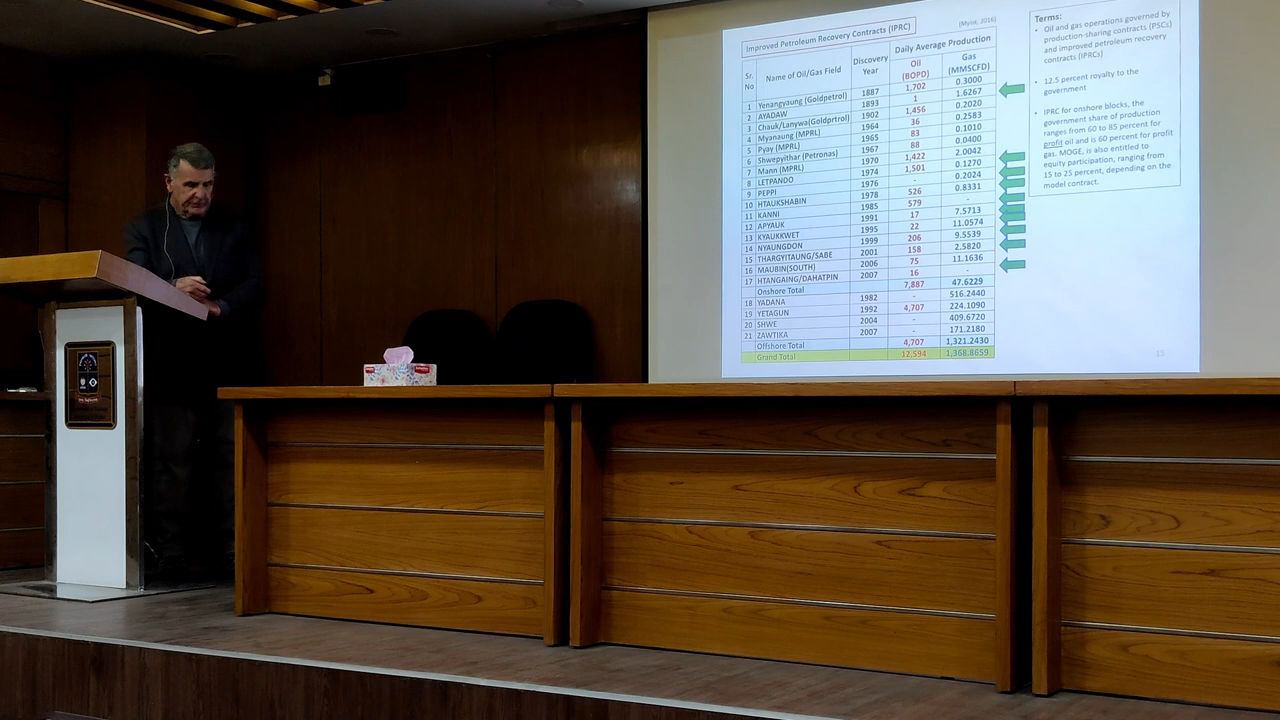 Improved Petroleum Recovery Contracts (IPRC)
(Myint, 2016)
Sr. No Name of Oil/Gas Field Discovery Year Daily Average Production
Oil (BOPD) Gas (MMSCFD)
1 Yenangyaung (Goldpetrol) 1887 1,702 0.3000
2 AYADAW 1893 1 1.6267
3 Chauk/Lanywa(Goldprtrol) 1902 1,456 0.2020
4 Myanaung (MPRL) 1964 36 0.2583
5 Pyay (MPRL) 1965 83 0.1010
6 Shwepyithar (Petronas) 1967 88 0.0400
7 Mann (MPRL) 1970 1,422 2.0042
8 LETPANDO 1974 1,501 0.1270
9 PEPPI 1976 - 0.2024
10 HTAUKSHABIN 1978 526 0.8331
11 KANNI 1985 579 -
12 APYAUK 1991 17 7.5713
13 KYAUKKWET 1995 22 11.0574
14 NYAUNGDON 1999 206 9.5539
15 THARGYITAUNG/SABE 2001 158 2.5820
16 MAUBIN(SOUTH) 2006 75 11.1636
17 HTANGAING/DAHATPIN 2007 16 -
Onshore Total 7,887 47.6229
18 YADANA 1982 - 516.2440
19 YETAGUN 1992 4,707 224.1090
20 SHWE 2004 - 409.6720
21 ZAWTIKA 2007 - 171.2180
Offshore Total 4,707 1,321.2430
Grand Total 12,594 1,368.8659
Terms:
• Oil and gas operations governed by
production-sharing contracts (PSCs)
and improved petroleum recovery
contracts (IPRCs)
• 12.5 percent royalty to the
government
• IPRC for onshore blocks, the
government share of production
ranges from 60 to 85 percent for
profit oil and is 60 percent for profit
gas. MOGE, is also entitled to
equity participation, ranging from
15 to 25 percent, depending on the
model contract.
15